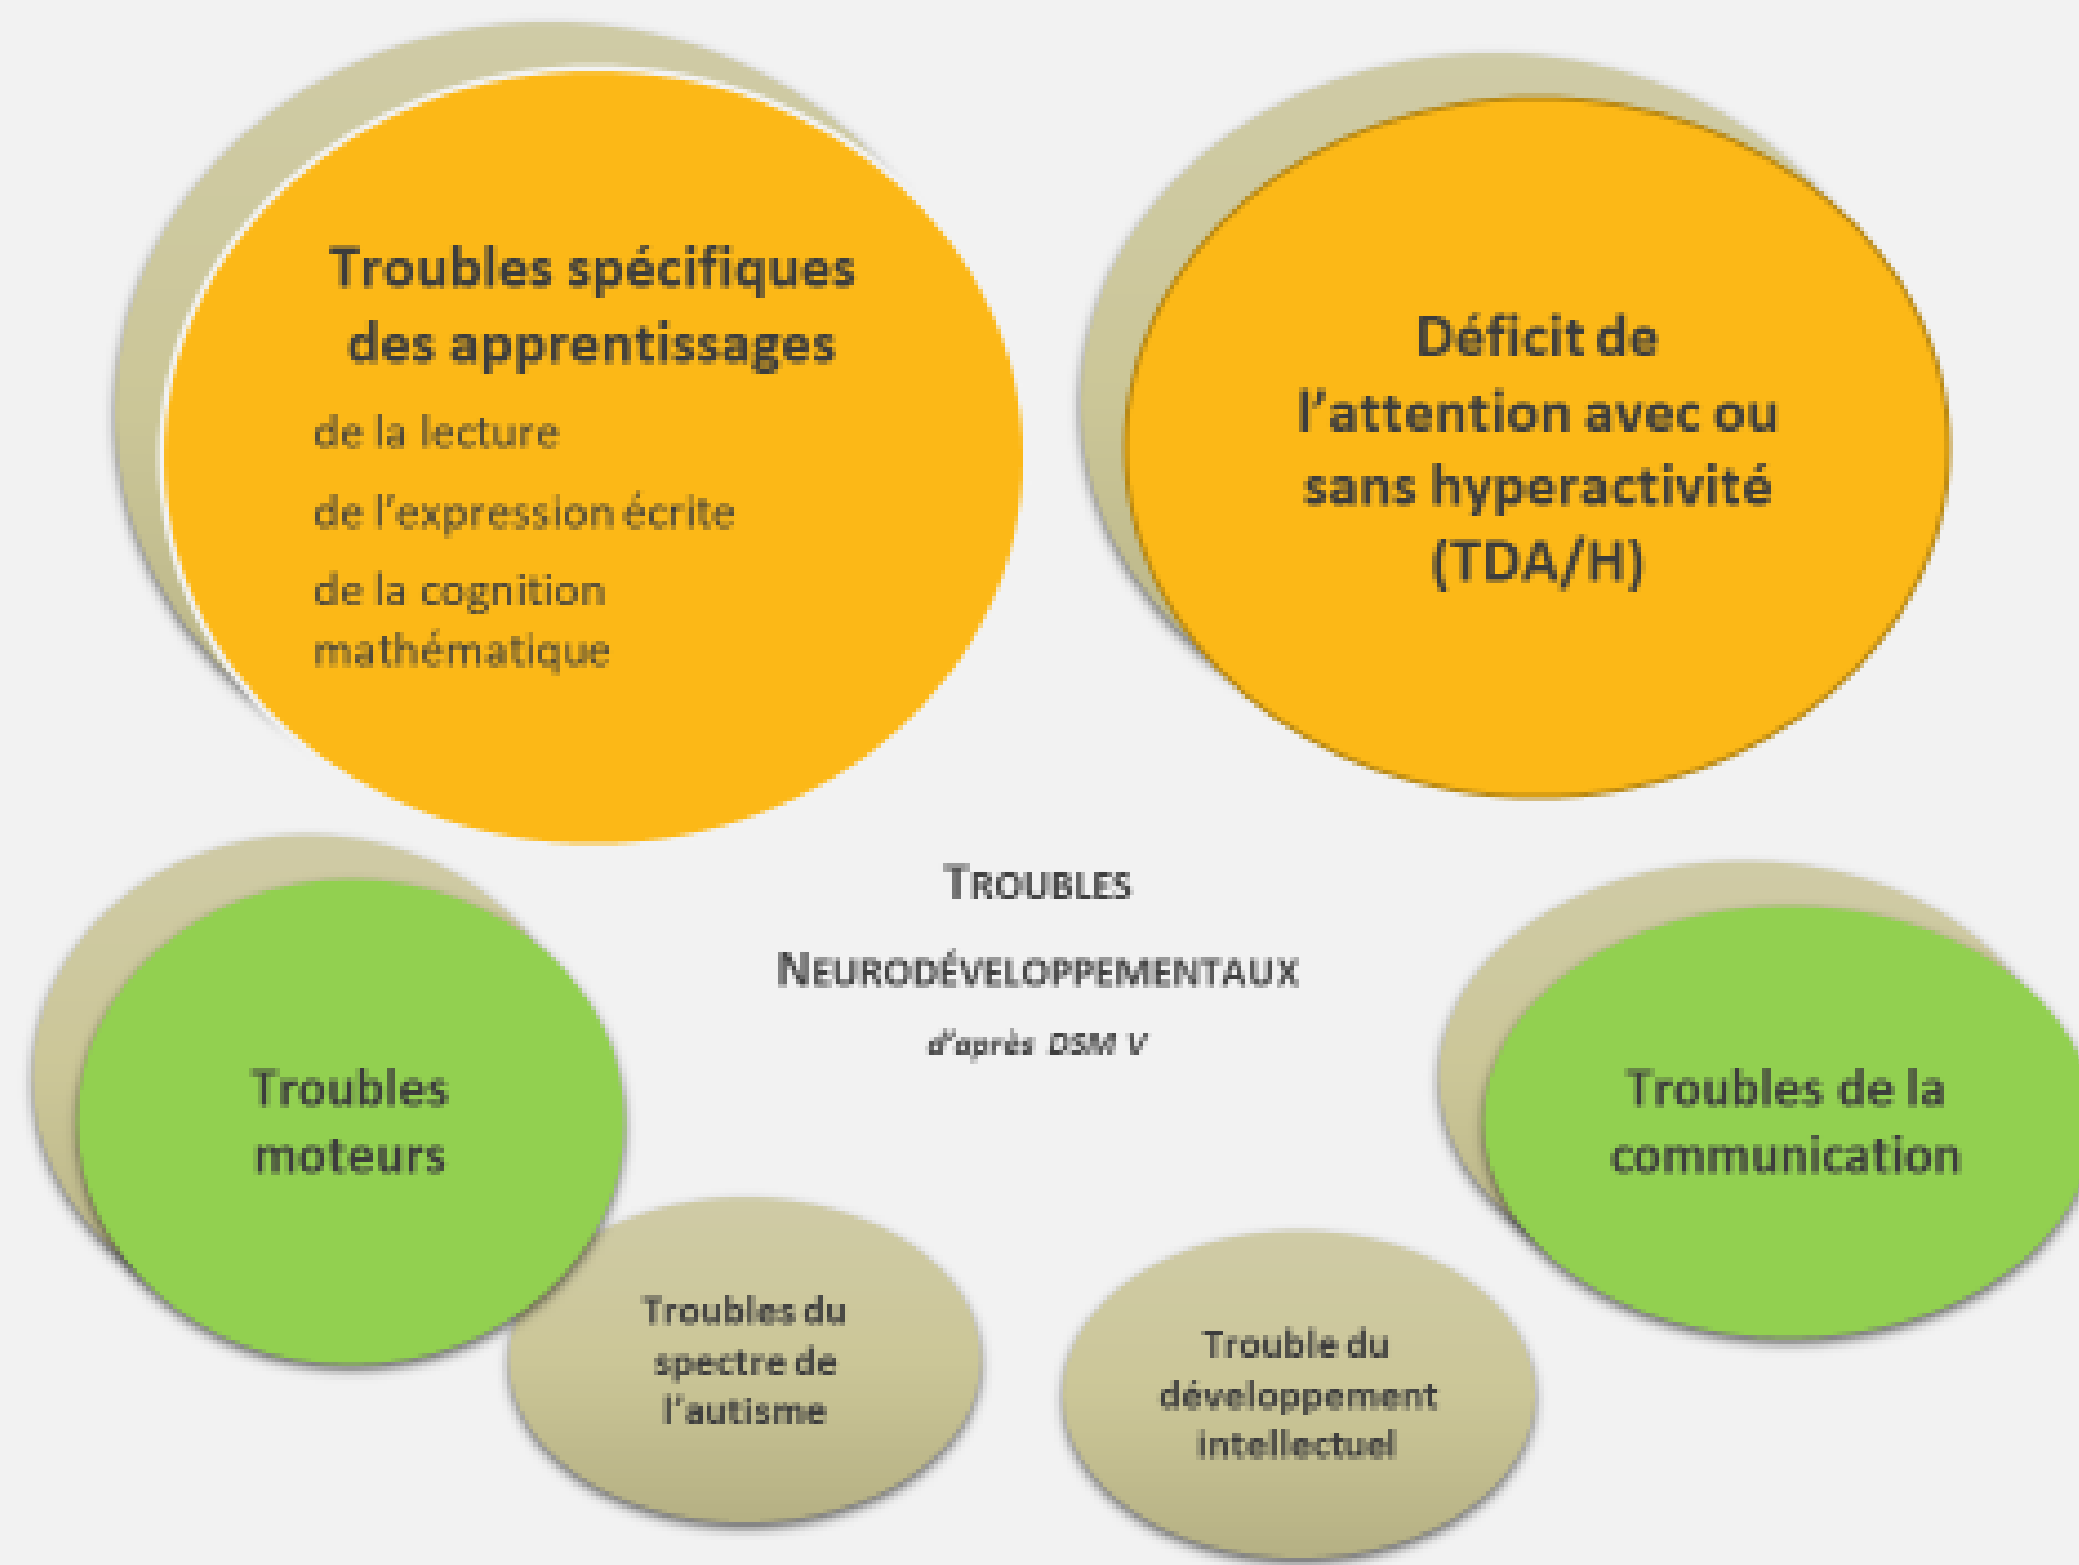 Troubles spécifiques
des apprentissages
de la lecture
de l'expression écrite
de la cognition
mathématique
Déficit de
l'attention avec ou
sans hyperactivité
(TDA/H)
TROUBLES
NEURODÉVELOPPEMENTAUX
d'après DSM V
Troubles
moteurs
Troubles de la
communication
Troubles du
spectre de
l'autisme
Trouble du
développement
intellectuel